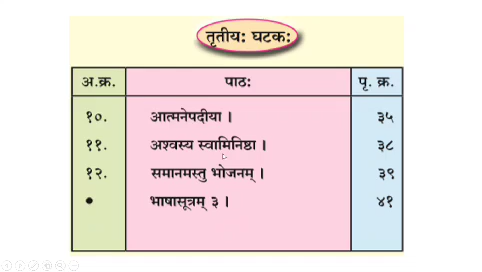 तृतीय: घटक:
अ.क्र. पाठ: पृ. क्र.
१०. आत्मनेपदीया । ३५
११. अश्वस्य स्वामिनिष्ठा । ३८
१२. समानमस्तु भोजनम् । ३९
• भाषासूत्रम् ३ । ४१